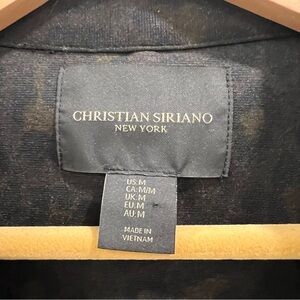 CHRISTIAN SIRIANO
NEW YORK
US:M
CA:M/M
UK:M
EU:M
AU:M
MADE IN
VIETNAM